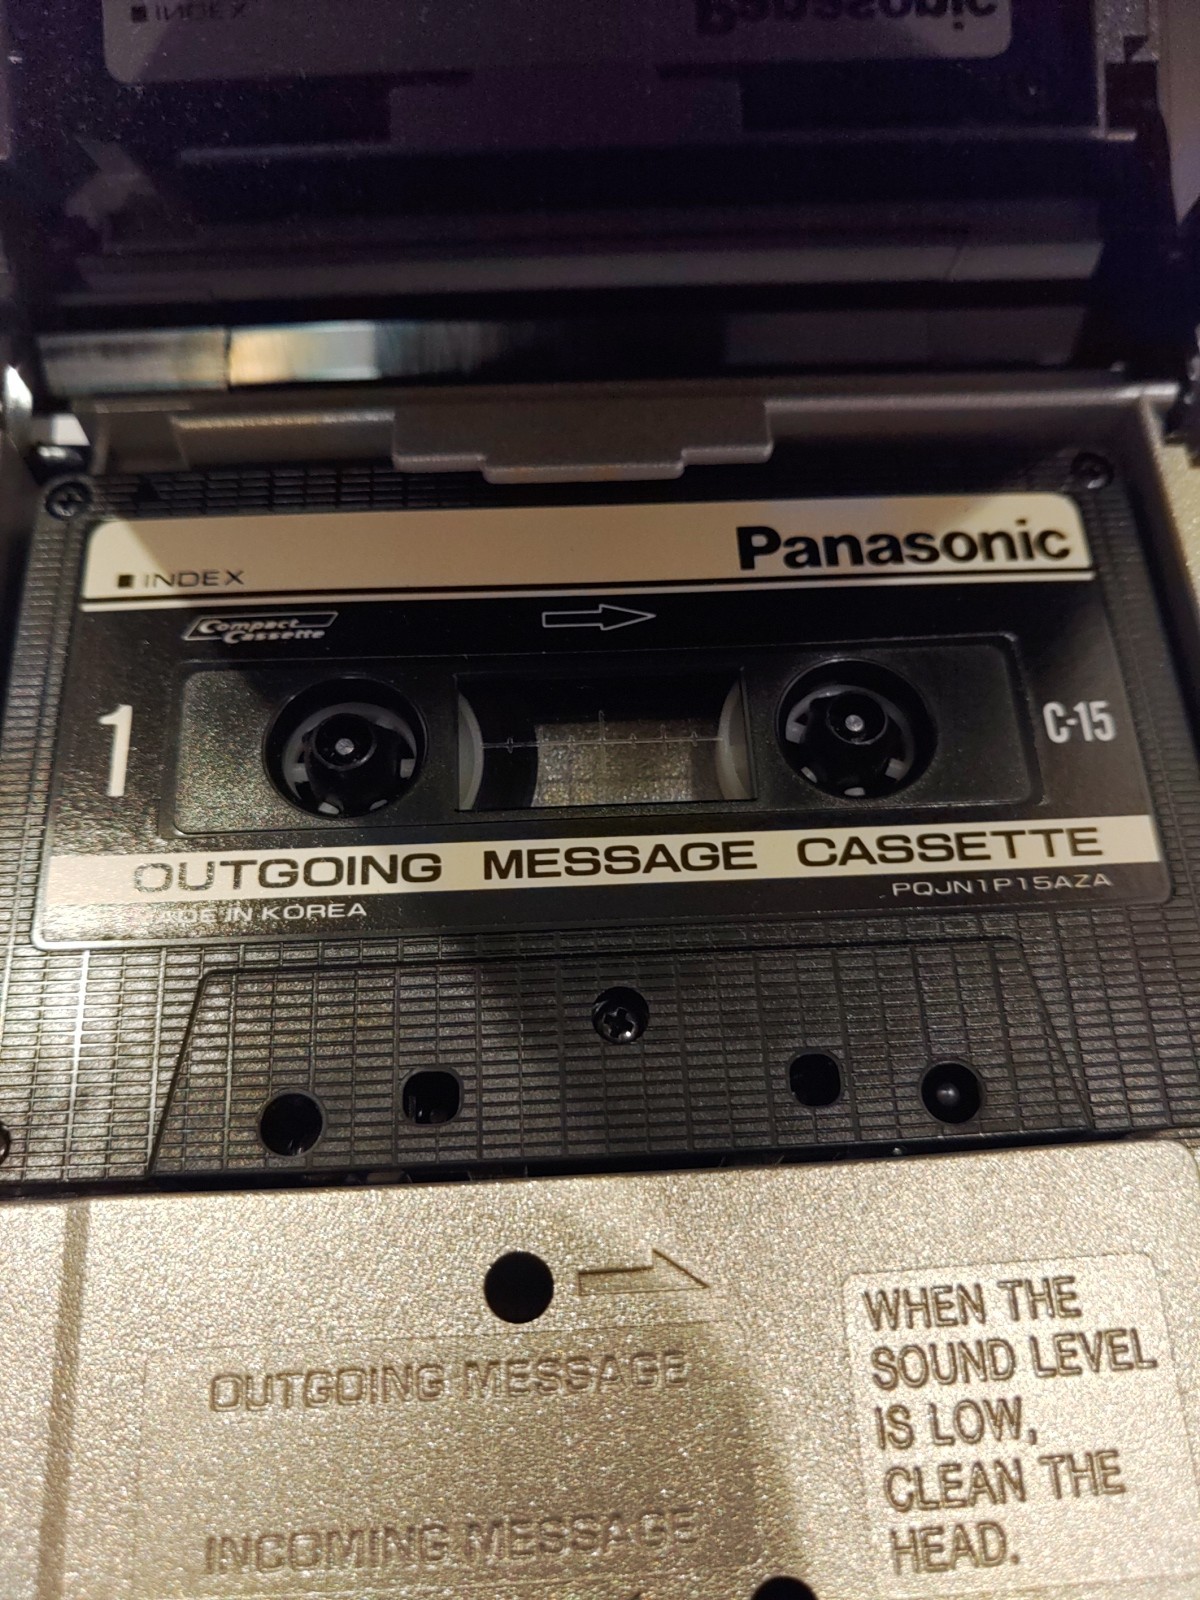 Panasonic
■ INDEX
Compact
Cassette
1
C-15
OUTGOING MESSAGE CASSETTE
MADE IN KOREA
PQJN1P15AZA
OUTGOING MESSAGE
INCOMING MESSAGE
WHEN THE
SOUND LEVEL
IS LOW,
CLEAN THE
HEAD.